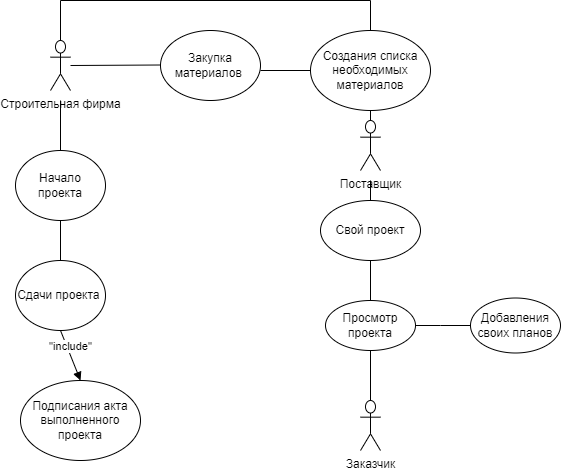 Закупка
материалов
Создания списка
необходимых
материалов
Строительная фирма
Начало
проекта
Поставщик
Свой проект
Сдачи проекта
Просмотр
проекта
Добавления
своих планов
"include"
Подписания акта
выполненного
проекта
Заказчик